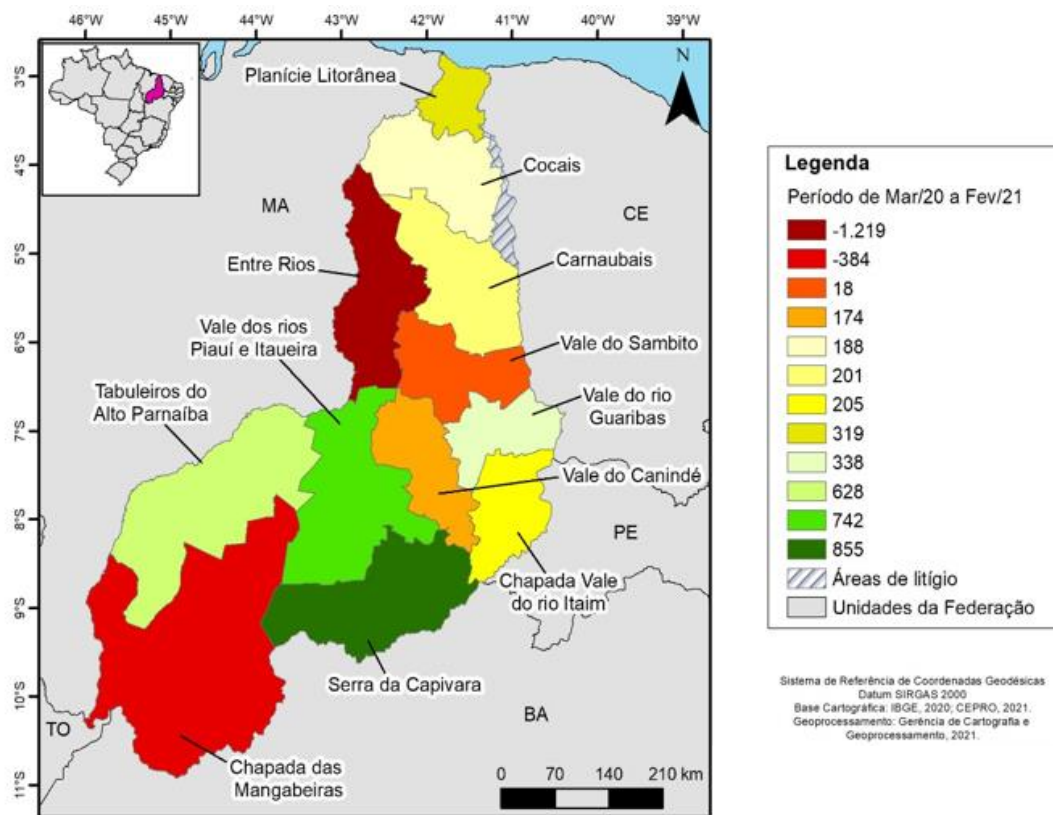 46°W 45°W 44°W 43°W 42°W 41°W 40°W 39°W
3°S
4°S
5°S
6°S
7°S
8°S
9°S
10°S
11°S
N
Planície Litorânea
Cocais
MA
CE
Entre Rios
Carnaubais
Vale dos rios
Piauí e Itaueira
Vale do Sambito
Tabuleiros do
Alto Parnaíba
Vale do rio
Guaribas
Vale do Canindé
PE
Chapada Vale
do rio Itaim
Serra da Capivara
TO
BA
Chapada das
Mangabeiras
0 70 140 210 km
Legenda
Período de Mar/20 a Fev/21
-1.219
-384
18
174
188
201
205
319
338
628
742
855
Áreas de litígio
Unidades da Federação
Sistema de Referência de Coordenadas Geodésicas
Datum SIRGAS 2000
Base Cartográfica: IBGE, 2020; CEPRO, 2021.
Geoprocessamento: Gerência de Cartografia e
Geoprocessamento, 2021.